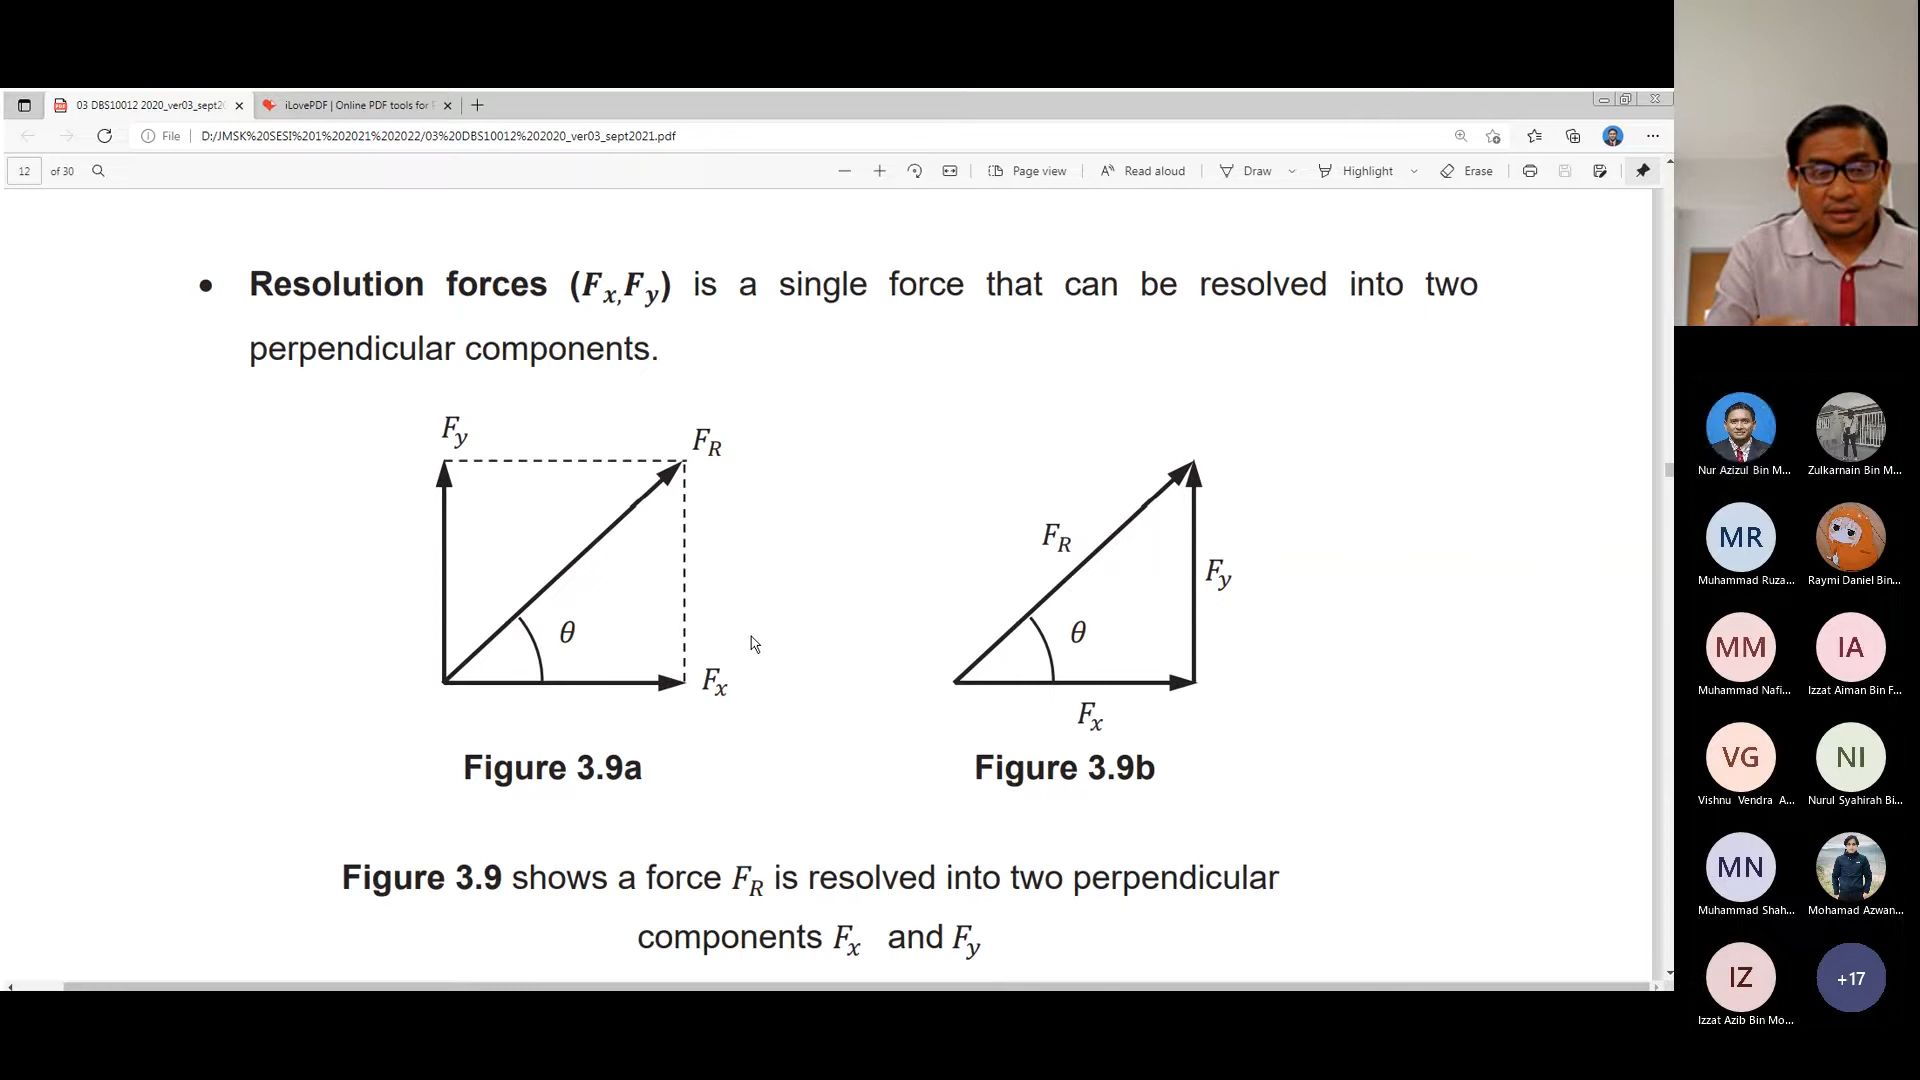 03 DBS10012 2020_ver03_sept20
iLovePDF | Online PDF tools for
File
D:/JMSK%20SESI%201%202021%202022/03%20DBS10012%202020_ver03_sept2021.pdf
12 of 30
Page view
Read aloud
Draw
Highlight
Erase
• Resolution forces (Fx,Fy) is a single force that can be resolved into two
perpendicular components.
Fy
FR
θ
Fx
Figure 3.9a
FR
Fy
θ
Fx
Figure 3.9b
Figure 3.9 shows a force FR is resolved into two perpendicular
components Fx and Fy
Nur Azizul Bin M...
Zulkarnain Bin M...
MR
Muhammad Ruza...
Raymi Daniel Bin...
MM
Muhammad Nafi...
IA
Izzat Aiman Bin F...
VG
Vishnu Vendra A...
NI
Nurul Syahirah Bi...
MN
Muhammad Shah...
Mohamad Azwan...
IZ
Izzat Azib Bin Mo...
+17